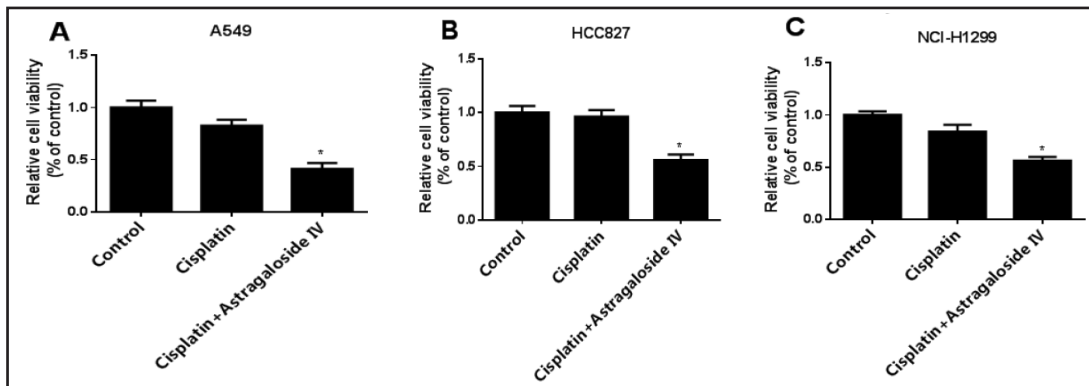 A
A549
Relative cell viability
(% of control)
1.5
1.0
0.5
0.0
*
Control
Cisplatin
Cisplatin+Astragaloside IV
B
HCC827
Relative cell viability
(% of control)
1.5
1.0
0.5
0.0
*
Control
Cisplatin
Cisplatin+Astragaloside IV
C
NCI-H1299
Relative cell viability
(% of control)
1.5
1.0
0.5
0.0
*
Control
Cisplatin
Cisplatin+Astragaloside IV